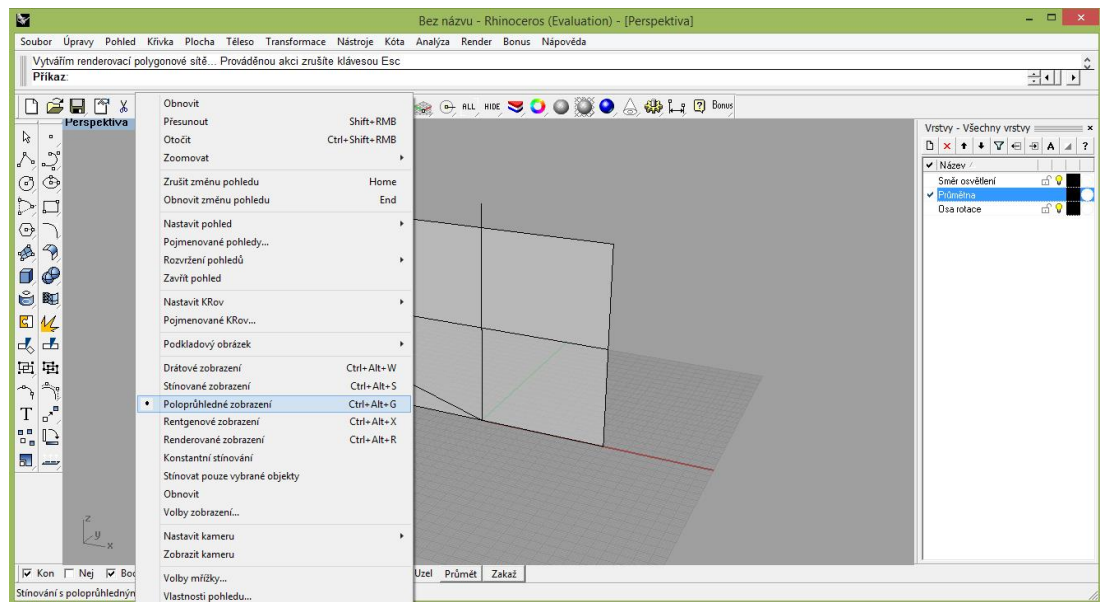 Bez názvu - Rhinoceros (Evaluation) - [Perspektiva]
Soubor Úpravy Pohled Křivka Plocha Těleso Transformace Nástroje Kóta Analýza Render Bonus Nápověda
Vytvářím renderovací polygonové sítě... Prováděnou akci zrušíte klávesou Esc
Příkaz:
ALL HIDE Bonus
Perspektiva
Obnovit
Přesunout Shift+RMB
Otočit Ctrl+Shift+RMB
Zoomovat
Zrušit změnu pohledu Home
Obnovit změnu pohledu End
Nastavit pohled
Pojmenované pohledy...
Rozvržení pohledů
Zavřít pohled
Nastavit KRov
Pojmenované KRov...
Podkladový obrázek
Drátové zobrazení Ctrl+Alt+W
Stínované zobrazení Ctrl+Alt+S
Poloprůhledné zobrazení Ctrl+Alt+G
Rentgenové zobrazení Ctrl+Alt+X
Renderované zobrazení Ctrl+Alt+R
Konstantní stínování
Stínovat pouze vybrané objekty
Obnovit
Volby zobrazení...
Nastavit kameru
Zobrazit kameru
Volby mřížky...
Vlastnosti pohledu...
Vrstvy - Všechny vrstvy
Název
Směr osvětlení
Průmětna
Osa rotace
T
z
y
x
Kon Nej Bod Uzel Průmět Zakaž
Stínování s poloprůhledným